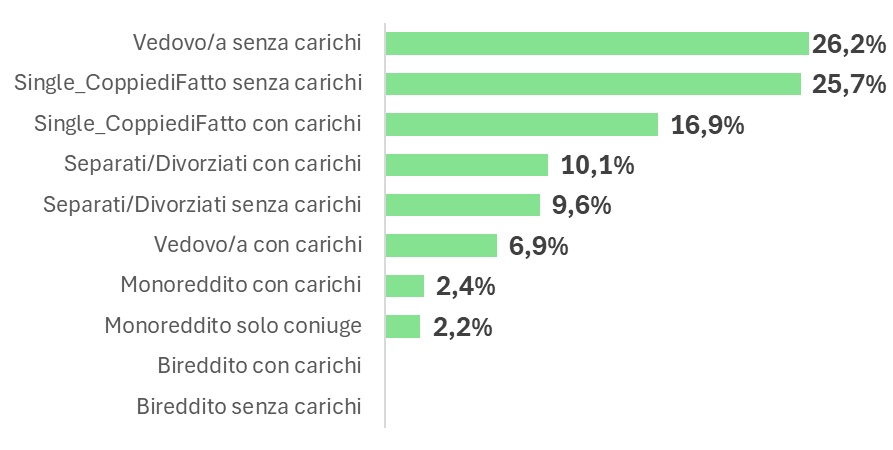 Vedovo/a senza carichi 26,2%
Single_CoppiediFatto senza carichi 25,7%
Single_CoppiediFatto con carichi 16,9%
Separati/Divorziati con carichi 10,1%
Separati/Divorziati senza carichi 9,6%
Vedovo/a con carichi 6,9%
Monoreddito con carichi 2,4%
Monoreddito solo coniuge 2,2%
Bireddito con carichi
Bireddito senza carichi